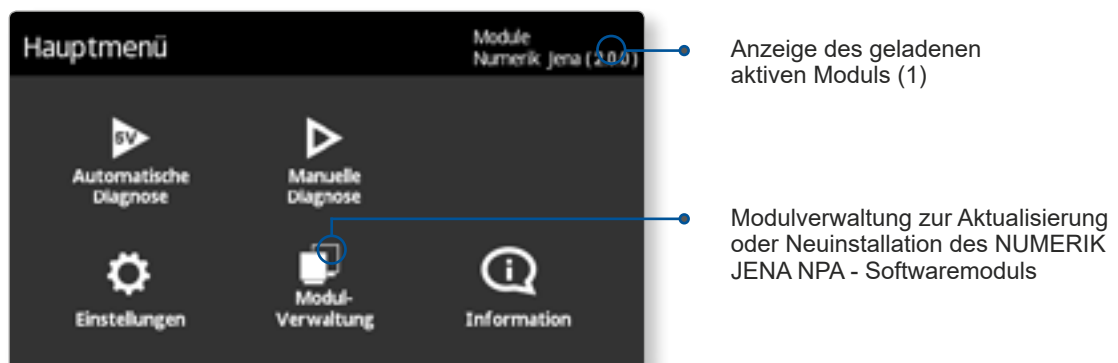 Hauptmenü
Module
Numerik Jena ( 2.0.0 )
Anzeige des geladenen
aktiven Moduls (1)
5V
Automatische
Diagnose
Manuelle
Diagnose
Modulverwaltung zur Aktualisierung
oder Neuinstallation des NUMERIK
JENA NPA - Softwaremoduls
Einstellungen
Modul-
Verwaltung
Information